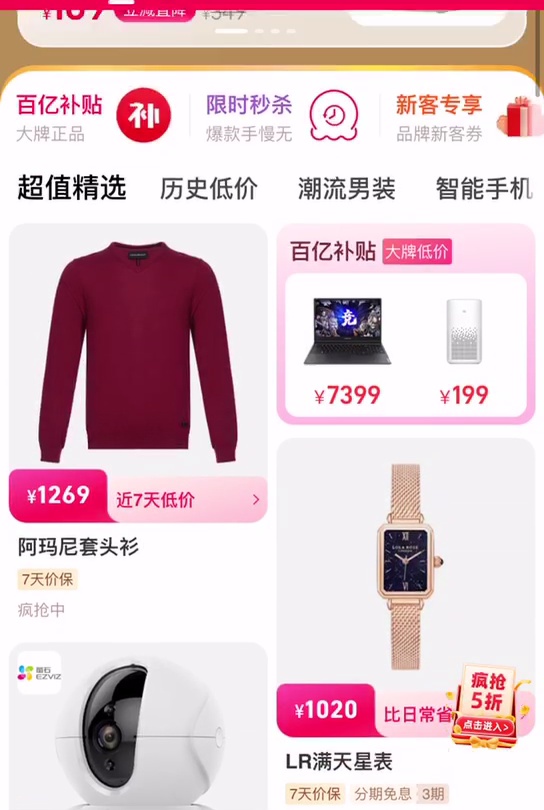 ¥169
立减直降
¥349
百亿补贴
大牌正品
补
限时秒杀
爆款手慢无
新客专享
品牌新客券
超值精选 历史低价 潮流男装 智能手机
¥1269
近7天低价
阿玛尼套头衫
7天价保
疯抢中
萤石
EZVIZ
百亿补贴 大牌低价
竞
¥7399
¥199
LOLA ROSE
¥1020
比日常省
疯抢
5折
点击进入>
LR满天星表
7天价保 分期免息 3期